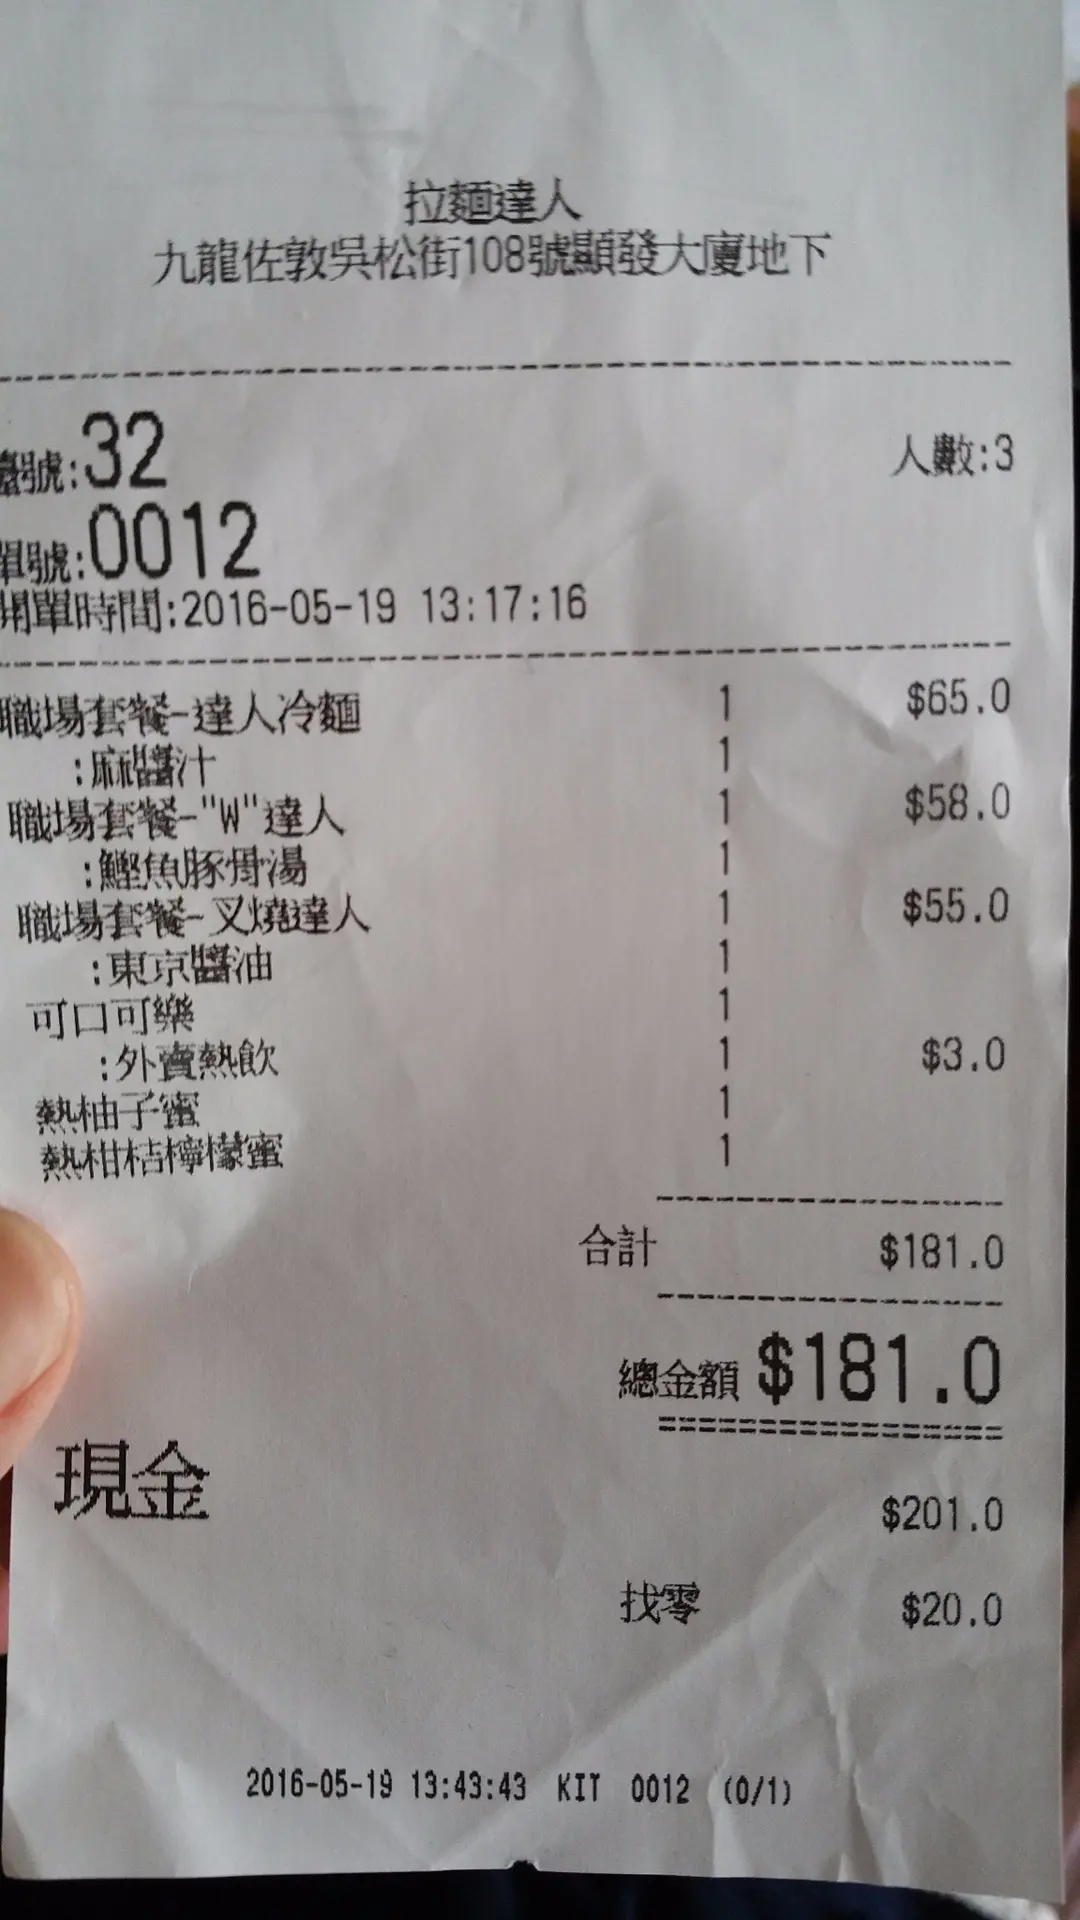 拉麵達人
九龍佐敦吳松街108號顯發大廈地下
檯號:32 人數:3
單號:0012
開單時間:2016-05-19 13:17:16
職場套餐-達人冷麵 1 $65.0
:麻醬汁 1
職場套餐-"W"達人 1 $58.0
:鰹魚豚骨湯 1
職場套餐-叉燒達人 1 $55.0
:東京醬油 1
可口可樂 1
:外賣熱飲 1 $3.0
熱柚子蜜 1
熱柑桔檸檬蜜 1
合計 $181.0
總金額 $181.0
現金 $201.0
找零 $20.0
2016-05-19 13:43:43 KIT 0012 (0/1)